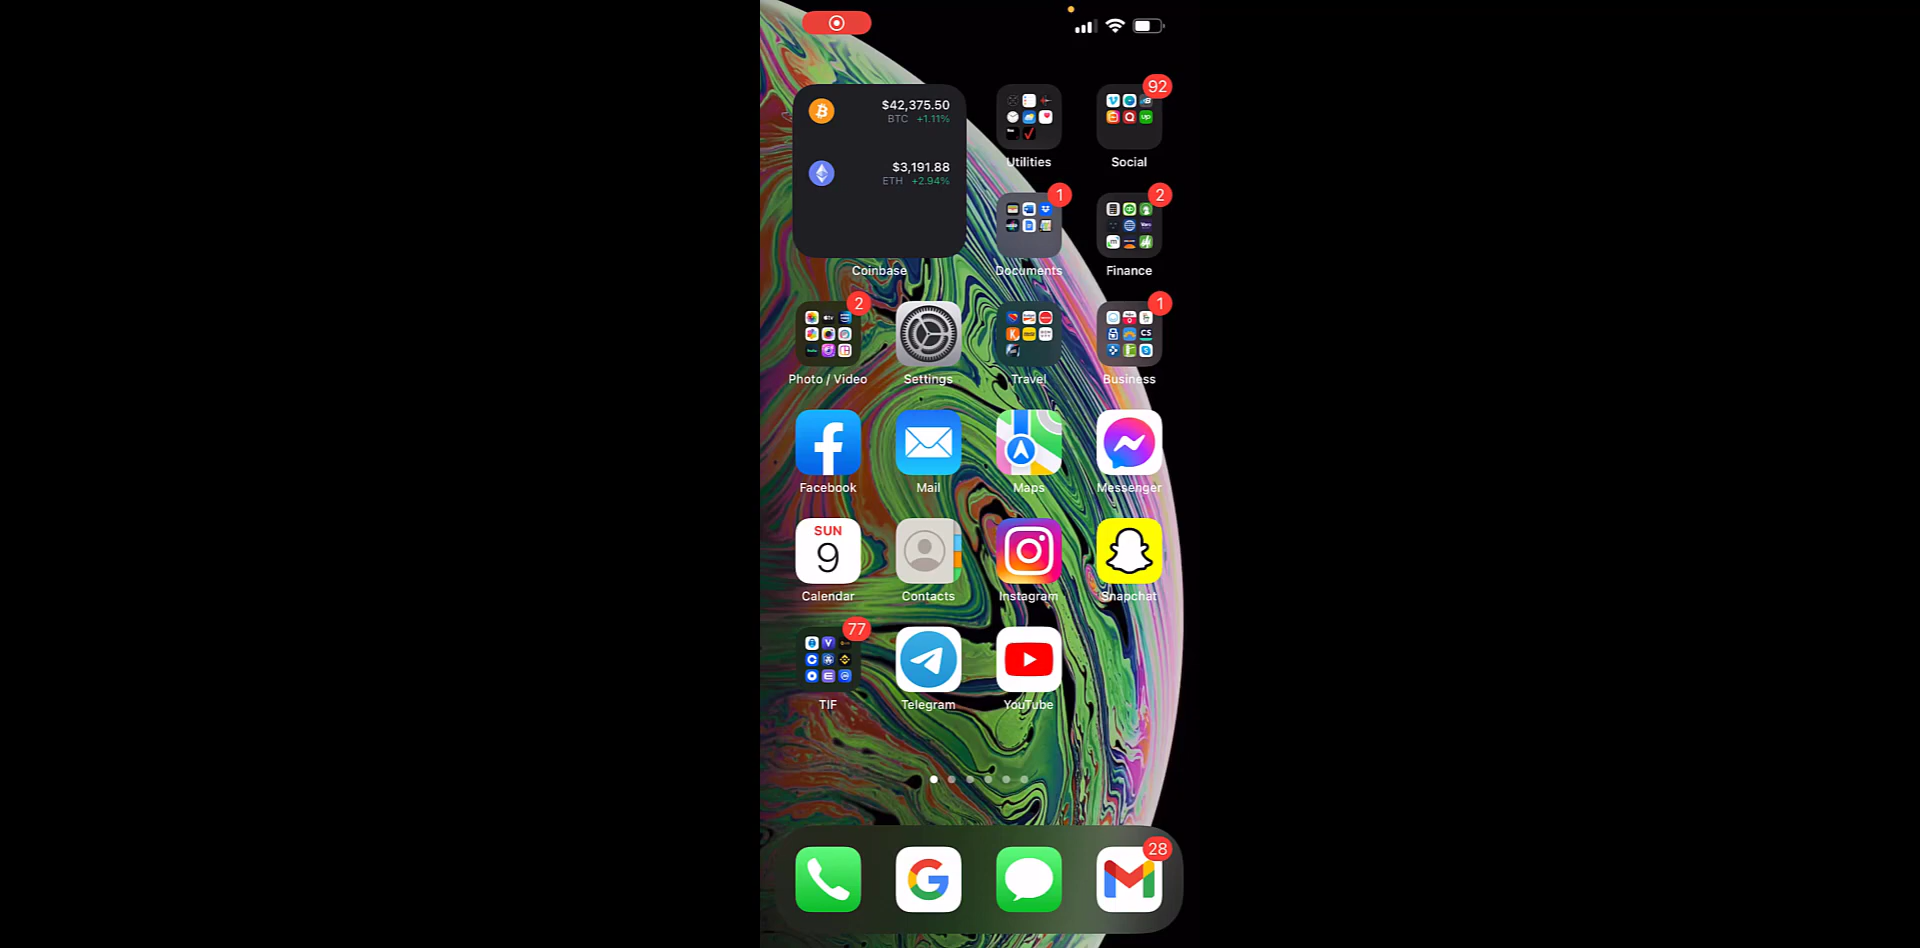 92
$42,375.50
BTC +1.11%
$3,191.88
ETH +2.94%
Utilities
Social
1
2
Coinbase
Documents
Finance
2
1
Photo / Video
Settings
Travel
Business
Facebook
Mail
Maps
Messenger
SUN
9
Calendar
Contacts
Instagram
Snapchat
77
TIF
Telegram
YouTube
28